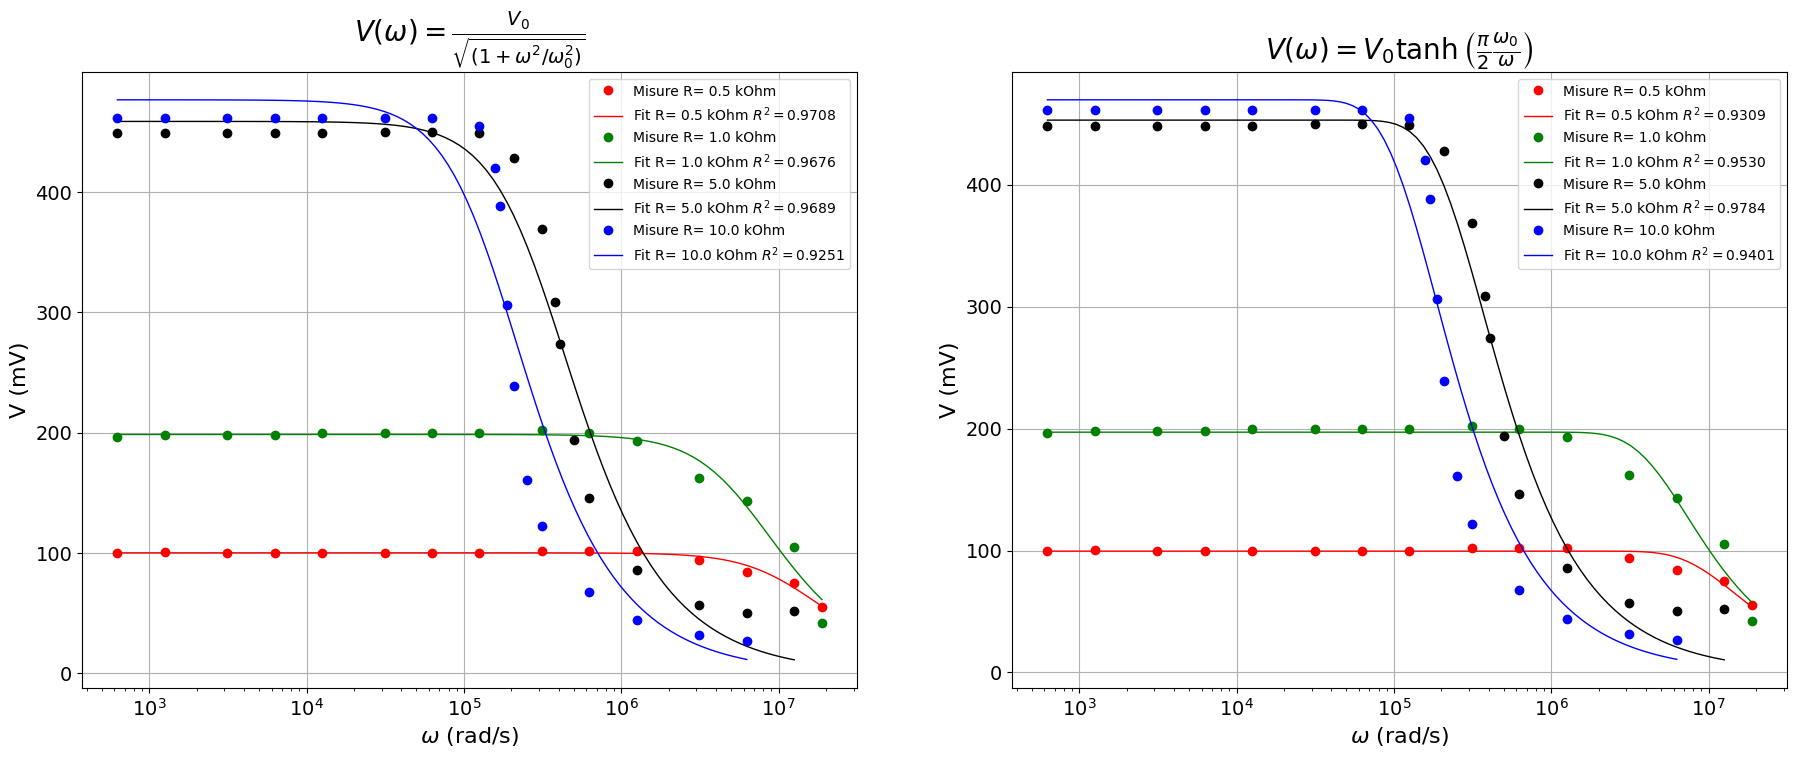 V(ω) = V₀ / √(1 + ω²/ω₀²)
400
300
200
100
0
V (mV)
10³ 10⁴ 10⁵ 10⁶ 10⁷
ω (rad/s)
Misure R= 0.5 kOhm
Fit R= 0.5 kOhm R² = 0.9708
Misure R= 1.0 kOhm
Fit R= 1.0 kOhm R² = 0.9676
Misure R= 5.0 kOhm
Fit R= 5.0 kOhm R² = 0.9689
Misure R= 10.0 kOhm
Fit R= 10.0 kOhm R² = 0.9251
V(ω) = V₀ tanh (π/2 ω₀/ω)
400
300
200
100
0
V (mV)
10³ 10⁴ 10⁵ 10⁶ 10⁷
ω (rad/s)
Misure R= 0.5 kOhm
Fit R= 0.5 kOhm R² = 0.9309
Misure R= 1.0 kOhm
Fit R= 1.0 kOhm R² = 0.9530
Misure R= 5.0 kOhm
Fit R= 5.0 kOhm R² = 0.9784
Misure R= 10.0 kOhm
Fit R= 10.0 kOhm R² = 0.9401